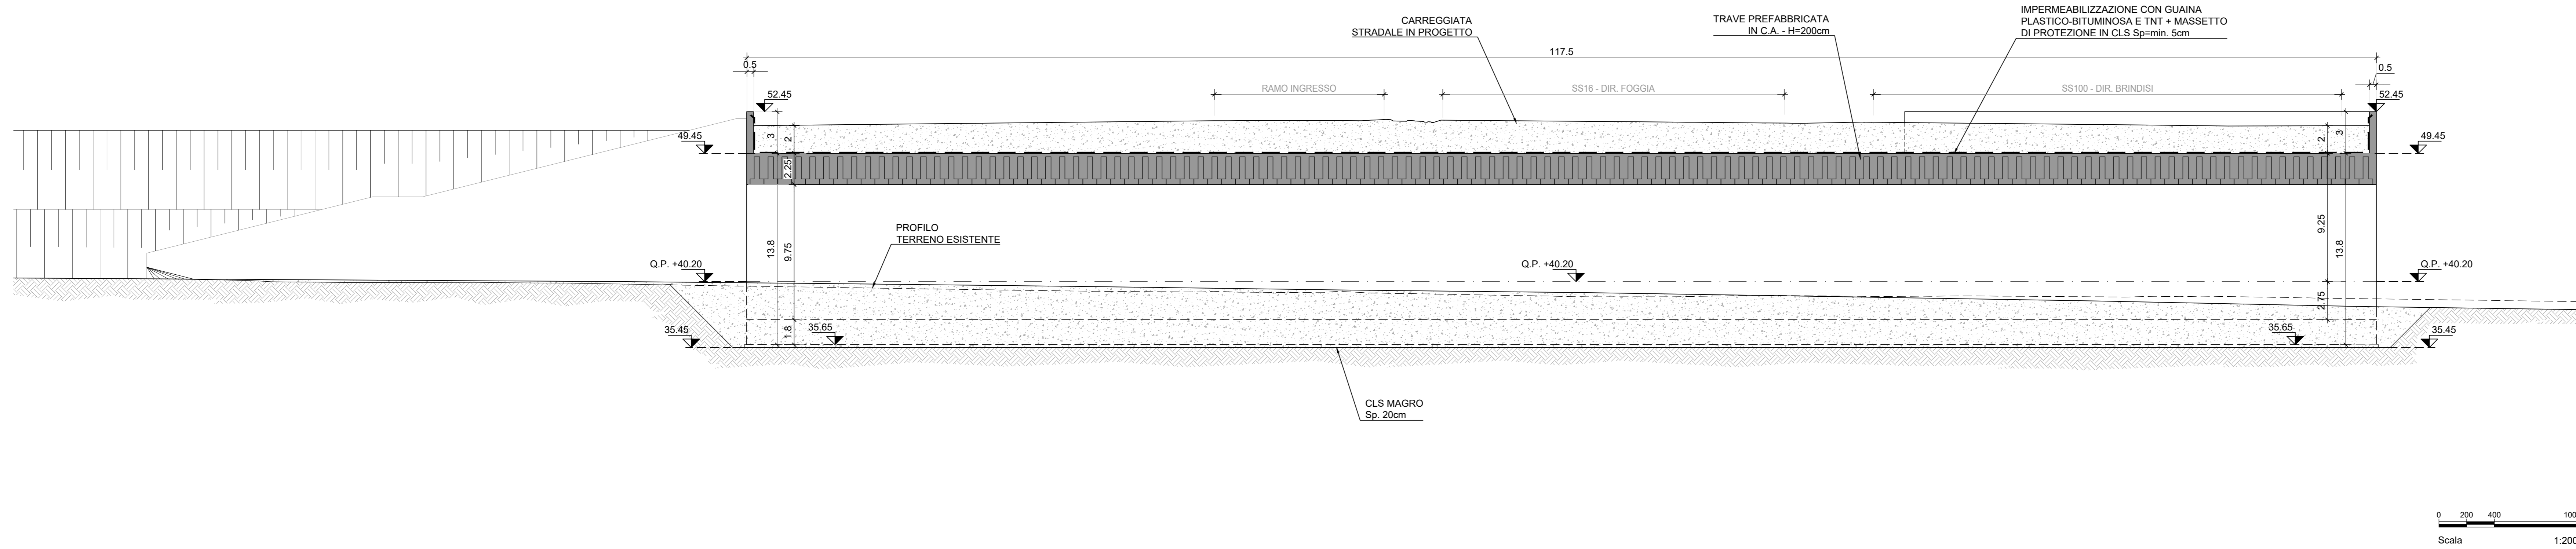 CARREGGIATA
STRADALE IN PROGETTO
TRAVE PREFABBRICATA
IN C.A. - H=200cm
IMPERMEABILIZZAZIONE CON GUAINA
PLASTICO-BITUMINOSA E TNT + MASSETTO
DI PROTEZIONE IN CLS Sp=min. 5cm
117.5
0.5
0.5
RAMO INGRESSO
SS16 - DIR. FOGGIA
SS100 - DIR. BRINDISI
52.45
52.45
49.45
3
2
2
3
49.45
2.25
PROFILO
TERRENO ESISTENTE
13.8
9.75
9.25
13.8
Q.P. +40.20
Q.P. +40.20
Q.P. +40.20
2.75
35.45
1.8
35.65
35.65
35.45
CLS MAGRO
Sp. 20cm
0 200 400
Scala